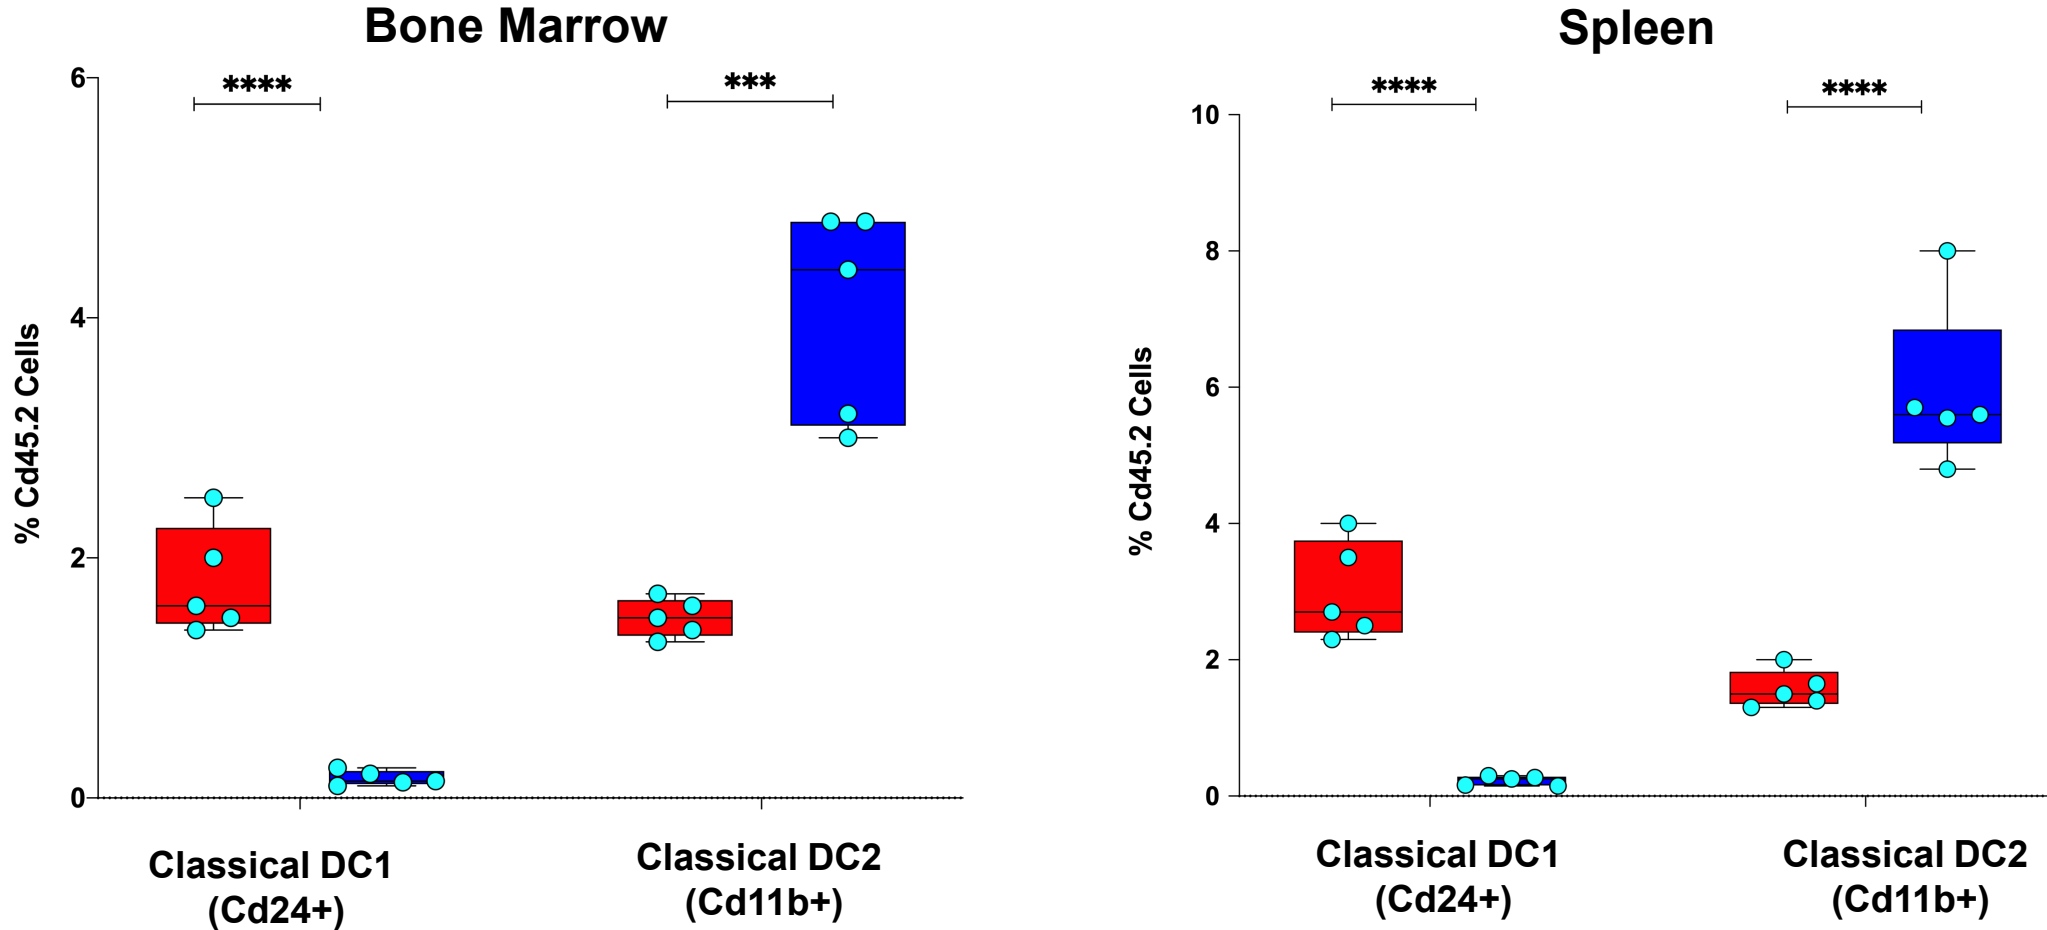 Bone Marrow
% Cd45.2 Cells
6
4
2
0
****
***
Classical DC1
(Cd24+)
Classical DC2
(Cd11b+)
Spleen
% Cd45.2 Cells
10
8
6
4
2
0
****
****
Classical DC1
(Cd24+)
Classical DC2
(Cd11b+)